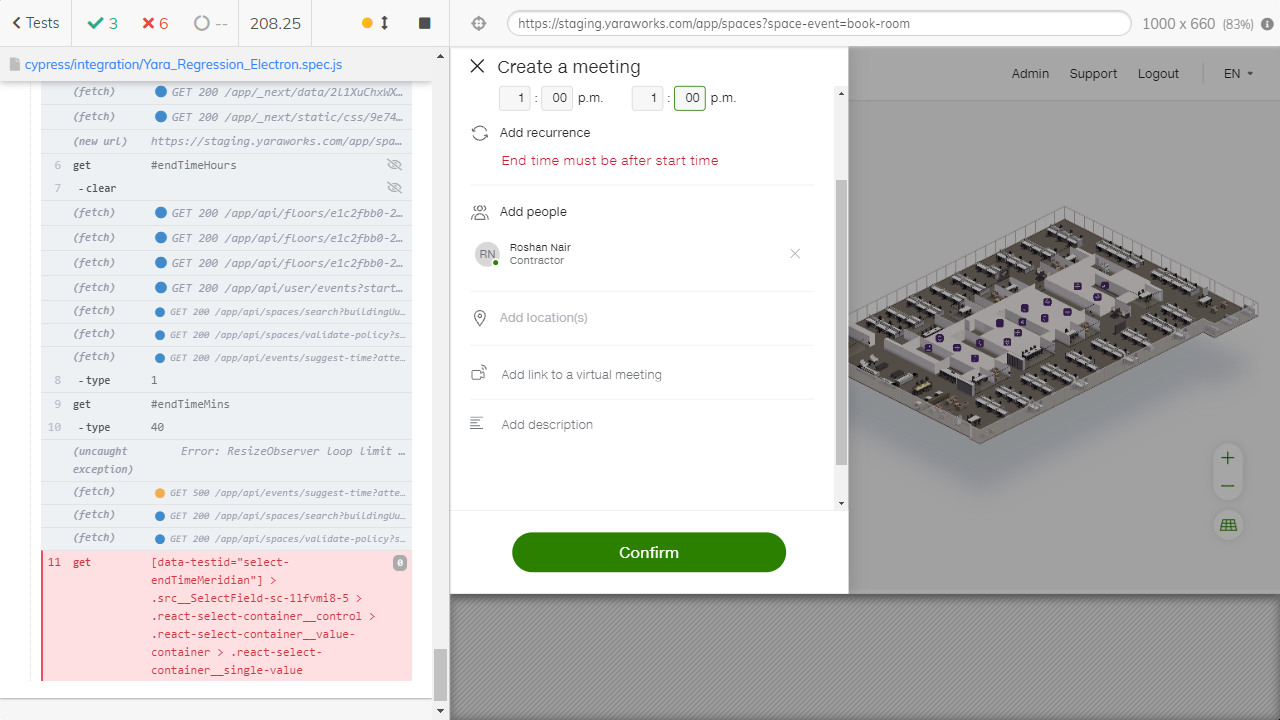 Tests
3
6
--
208.25
https://staging.yaraworks.com/app/spaces?space-event=book-room
1000 x 660 (83%)
cypress/integration/Yara_Regression_Electron.spec.js
(fetch) GET 200 /app/_next/data/2l1XuChxWX…
(fetch) GET 200 /app/_next/static/css/9e74…
(new url) https://staging.yaraworks.com/app/spa…
6 get #endTimeHours
7 -clear
(fetch) GET 200 /app/api/floors/e1c2fbb0-2…
(fetch) GET 200 /app/api/floors/e1c2fbb0-2…
(fetch) GET 200 /app/api/floors/e1c2fbb0-2…
(fetch) GET 200 /app/api/user/events?start…
(fetch) GET 200 /app/api/spaces/search?buildingUu…
(fetch) GET 200 /app/api/spaces/validate-policy?s…
(fetch) GET 200 /app/api/events/suggest-time?atte…
8 -type 1
9 get #endTimeMins
10 -type 40
(uncaught exception) Error: ResizeObserver loop limit …
(fetch) GET 500 /app/api/events/suggest-time?atte…
(fetch) GET 200 /app/api/spaces/search?buildingUu…
(fetch) GET 200 /app/api/spaces/validate-policy?s…
11 get [data-testid="select-
endTimeMeridian"] >
.src__SelectField-sc-1lfvmi8-5 >
.react-select-container__control >
.react-select-container__value-
container > .react-select-
container__single-value
0
Create a meeting
1 : 00 p.m. 1 : 00 p.m.
Add recurrence
End time must be after start time
Add people
RN
Roshan Nair
Contractor
Add location(s)
Add link to a virtual meeting
Add description
Confirm
Admin Support Logout EN